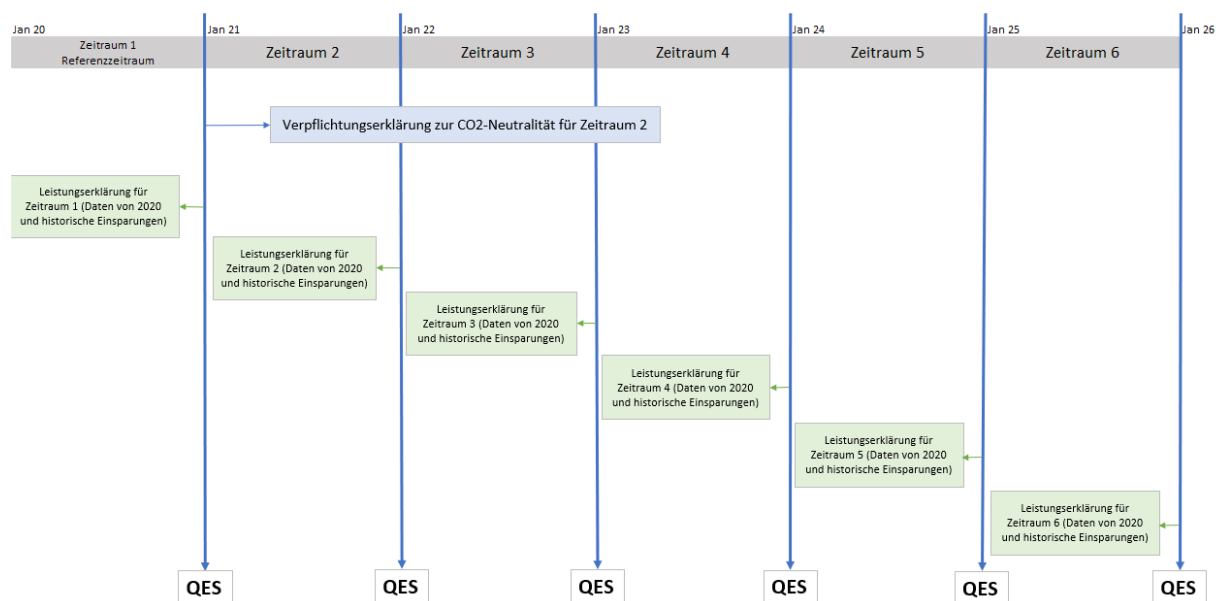 Jan 20
Jan 21
Jan 22
Jan 23
Jan 24
Jan 25
Jan 26
Zeitraum 1
Referenzzeitraum
Zeitraum 2
Zeitraum 3
Zeitraum 4
Zeitraum 5
Zeitraum 6
Verpflichtungserklärung zur CO2-Neutralität für Zeitraum 2
Leistungserklärung für
Zeitraum 1 (Daten von 2020
und historische Einsparungen)
Leistungserklärung für
Zeitraum 2 (Daten von 2020
und historische Einsparungen)
Leistungserklärung für
Zeitraum 3 (Daten von 2020
und historische Einsparungen)
Leistungserklärung für
Zeitraum 4 (Daten von 2020
und historische Einsparungen)
Leistungserklärung für
Zeitraum 5 (Daten von 2020
und historische Einsparungen)
Leistungserklärung für
Zeitraum 6 (Daten von 2020
und historische Einsparungen)
QES
QES
QES
QES
QES
QES